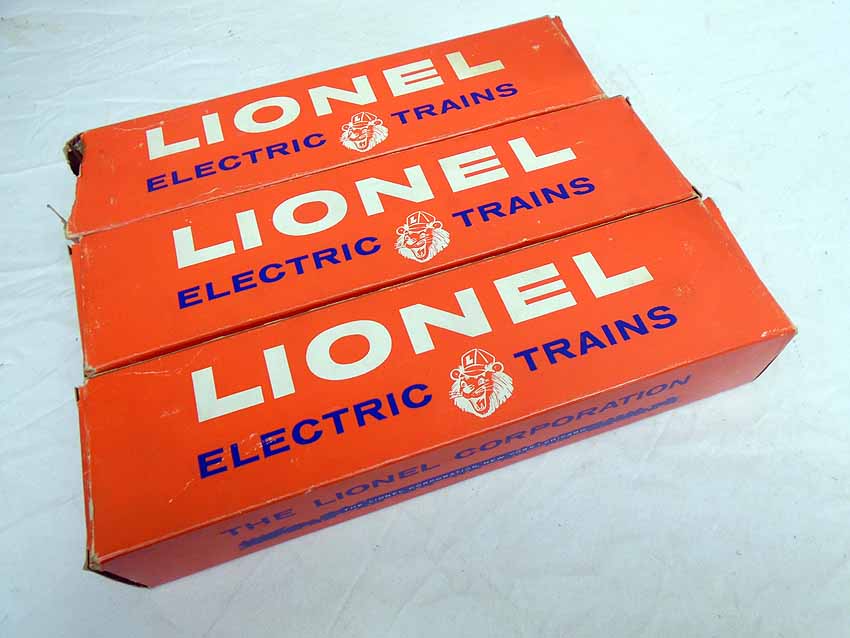 LIONEL
ELECTRIC TRAINS
LIONEL
ELECTRIC TRAINS
LIONEL
L
ELECTRIC TRAINS
THE LIONEL CORPORATION